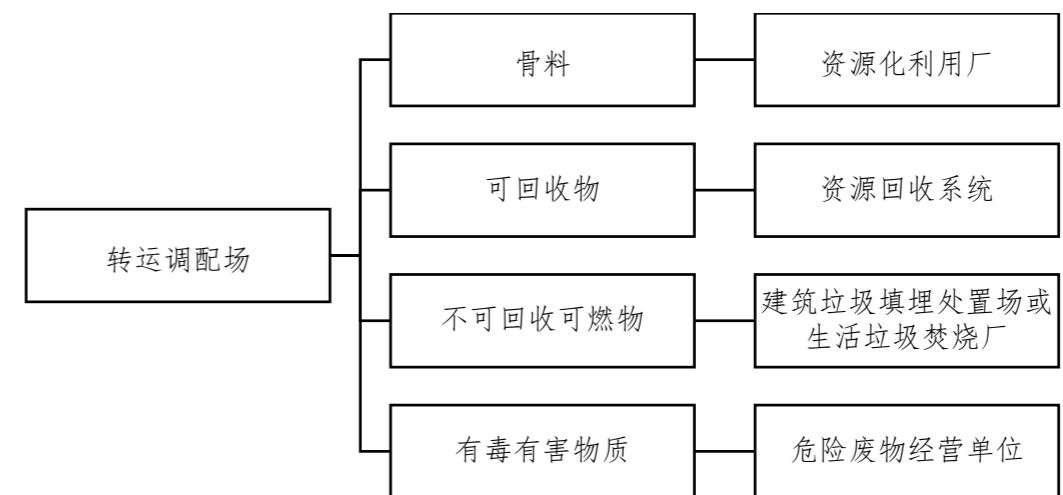 骨料
资源化利用厂
可回收物
资源回收系统
转运调配场
不可回收可燃物
建筑垃圾填埋处置场或
生活垃圾焚烧厂
有毒有害物质
危险废物经营单位